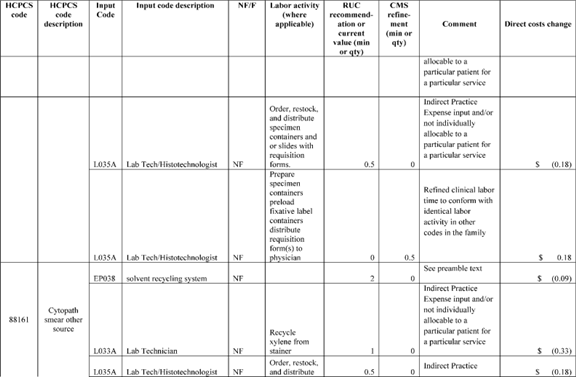 HCPCS code
HCPCS code description
Input Code
Input code description
NF/F
Labor activity (where applicable)
RUC recommend-ation or current value (min or qty)
CMS refine-ment (min or qty)
Comment
Direct costs change
allocable to a
particular patient for
a particular service
L035A
Lab Tech/Histotechnologist
NF
Order, restock,
and distribute
specimen
containers and
or slides with
requisition
forms.
0.5
0
Indirect Practice
Expense input and/or
not individually
allocable to a
particular patient for
a particular service
$ (0.18)
L035A
Lab Tech/Histotechnologist
NF
Prepare
specimen
containers
preload
fixative label
containers
distribute
requisition
form(s) to
physician
0
0.5
Refined clinical labor
time to conform with
identical labor
activity in other
codes in the family
$ 0.18
88161
Cytopath
smear other
source
EP038
solvent recycling system
NF
2
0
See preamble text
$ (0.09)
L033A
Lab Technician
NF
Recycle
xylene from
stainer
1
0
Indirect Practice
Expense input and/or
not individually
allocable to a
particular patient for
a particular service
$ (0.33)
L035A
Lab Tech/Histotechnologist
NF
Order, restock,
and distribute
0.5
0
Indirect Practice
$ (0.18)